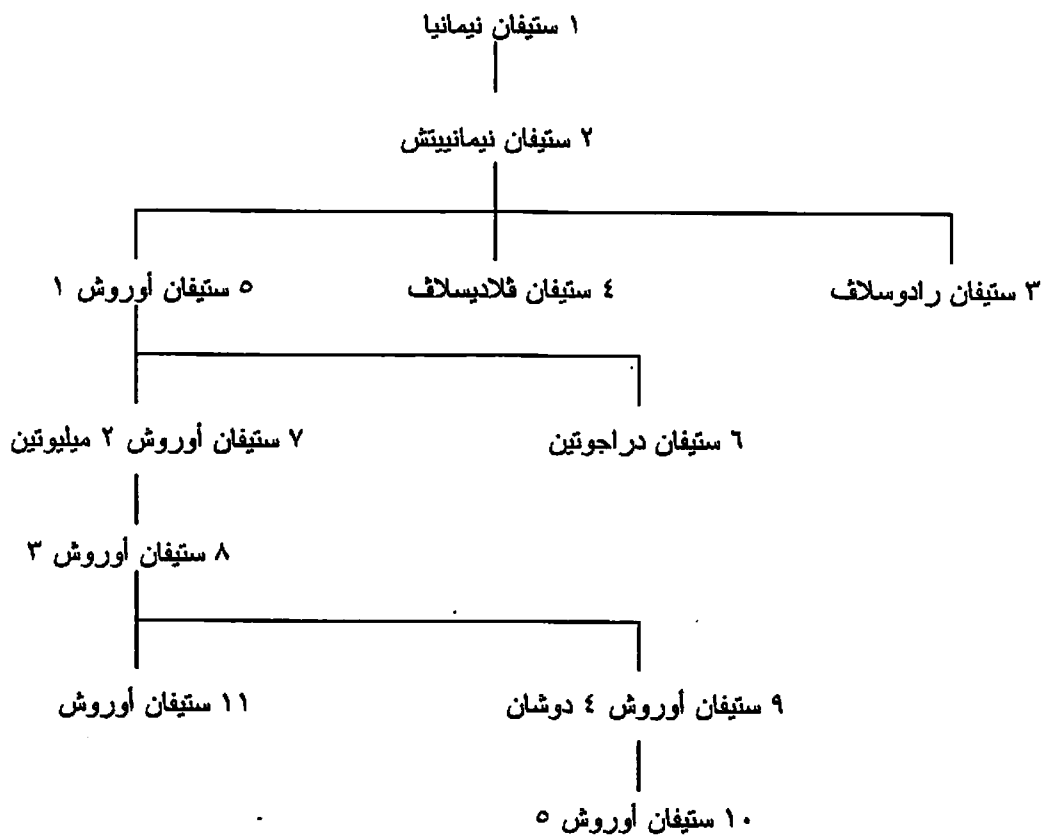 ١ ستيفان نيمانيا
٢ ستيفان نيمانييتش
٣ ستيفان رادوسلاف
٤ ستيفان ڤلاديسلاڤ
٥ ستيفان أوروش ١
٦ ستيفان دراجوتين
٧ ستيفان أوروش ٢ ميليوتين
٨ ستيفان أوروش ٣
٩ ستيفان أوروش ٤ دوشان
١١ ستيفان أوروش
١٠ ستيفان أوروش ٥